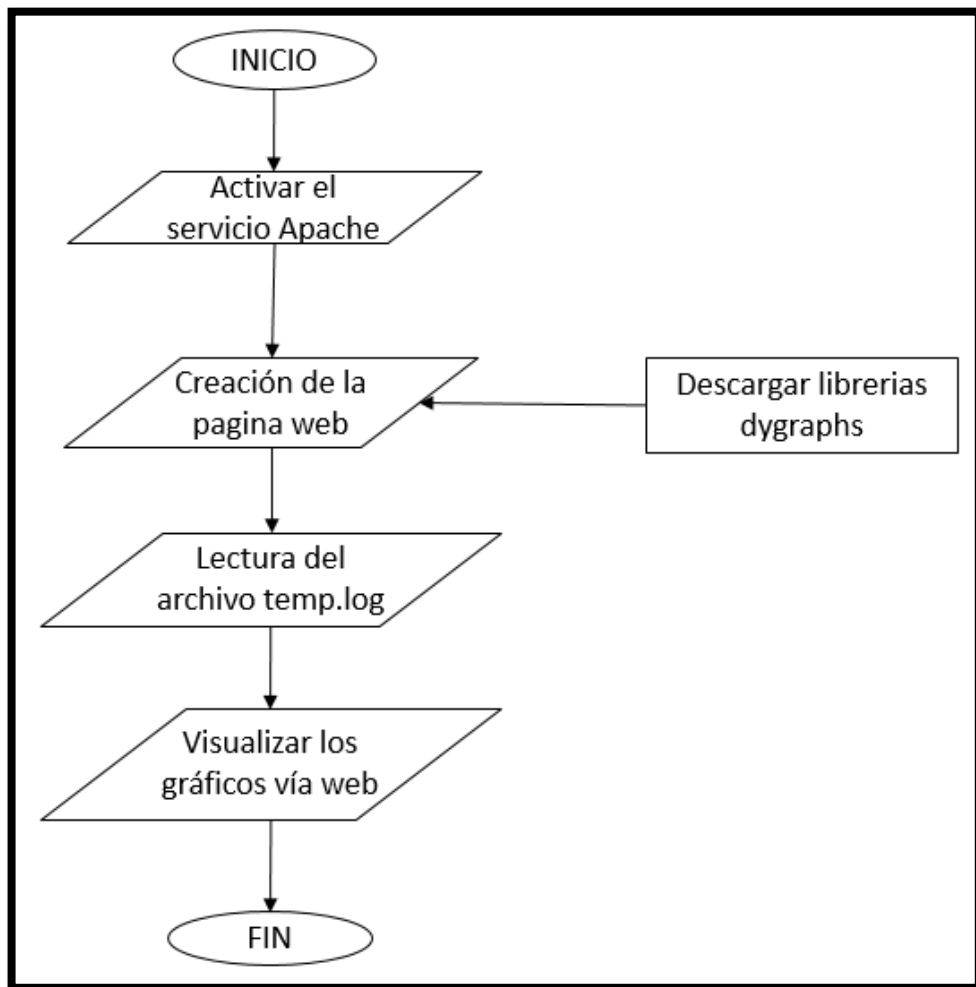 INICIO
Activar el
servicio Apache
Creación de la
pagina web
Descargar librerias
dygraphs
Lectura del
archivo temp.log
Visualizar los
gráficos vía web
FIN